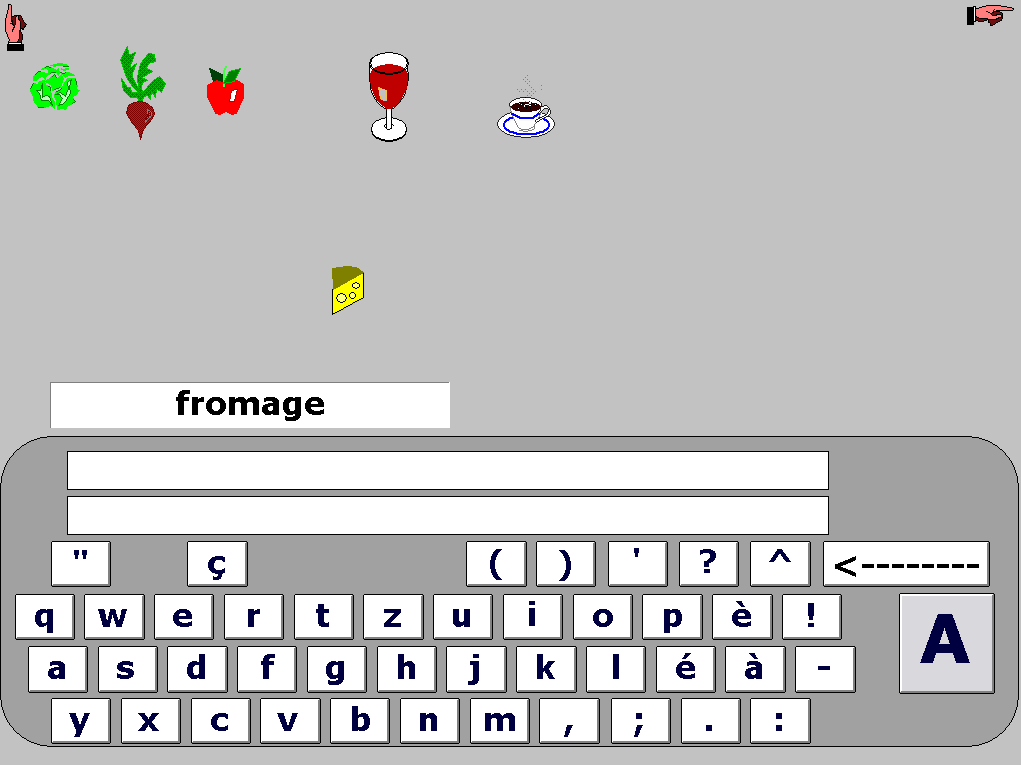 fromage
" ç ( ) ' ? ^ <--------
q w e r t z u i o p è !
A
a s d f g h j k l é à -
y x c v b n m , ; . :